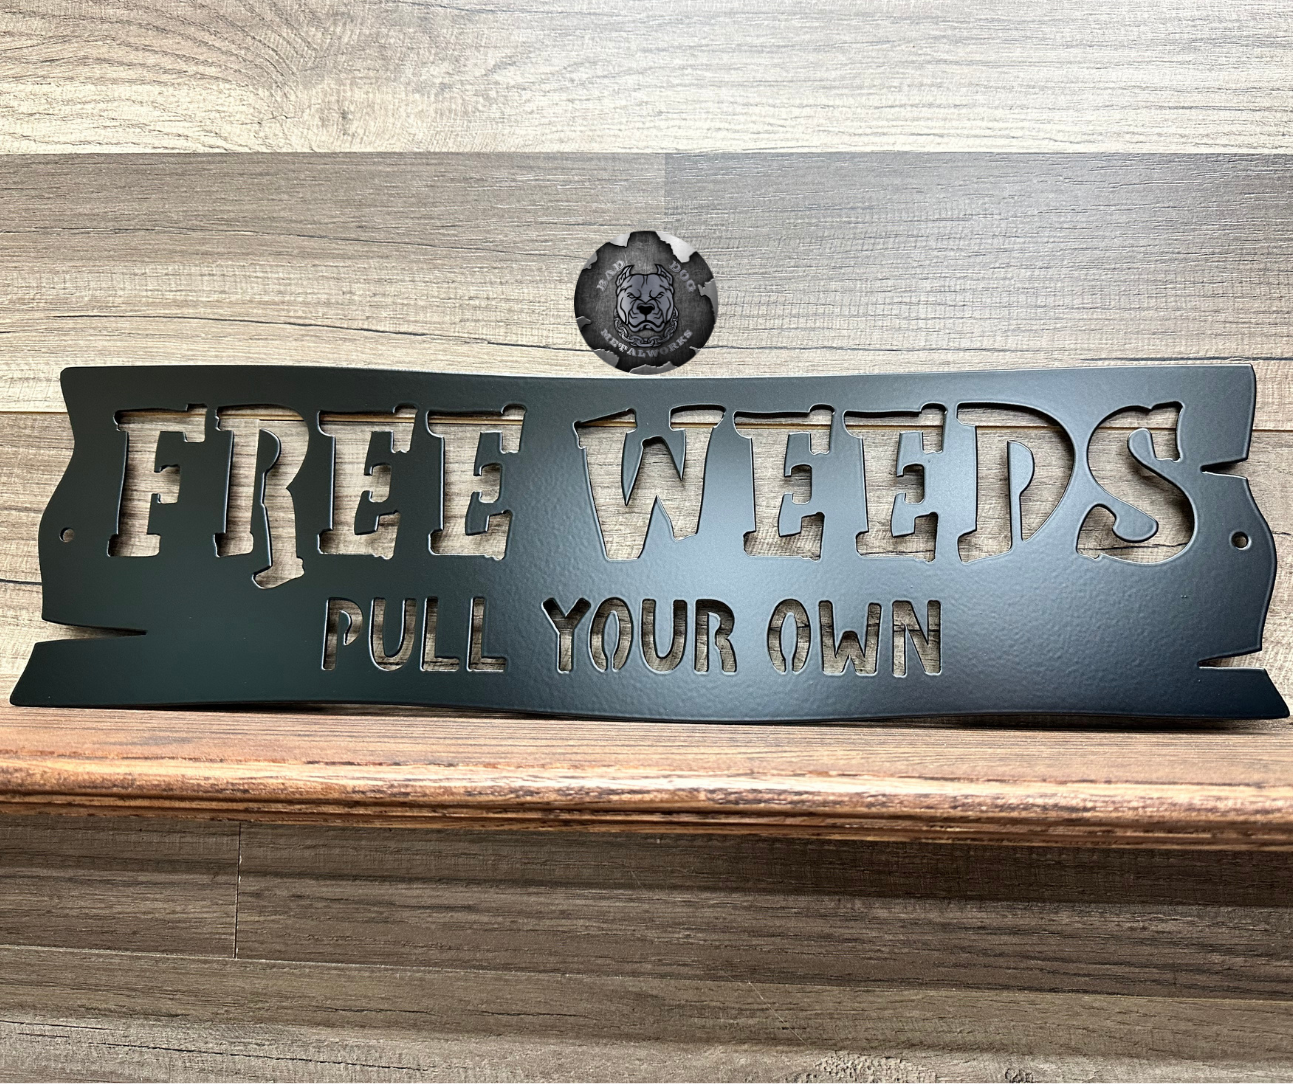 BAD DOG
METALWORKS
FREE WEEDS
PULL YOUR OWN